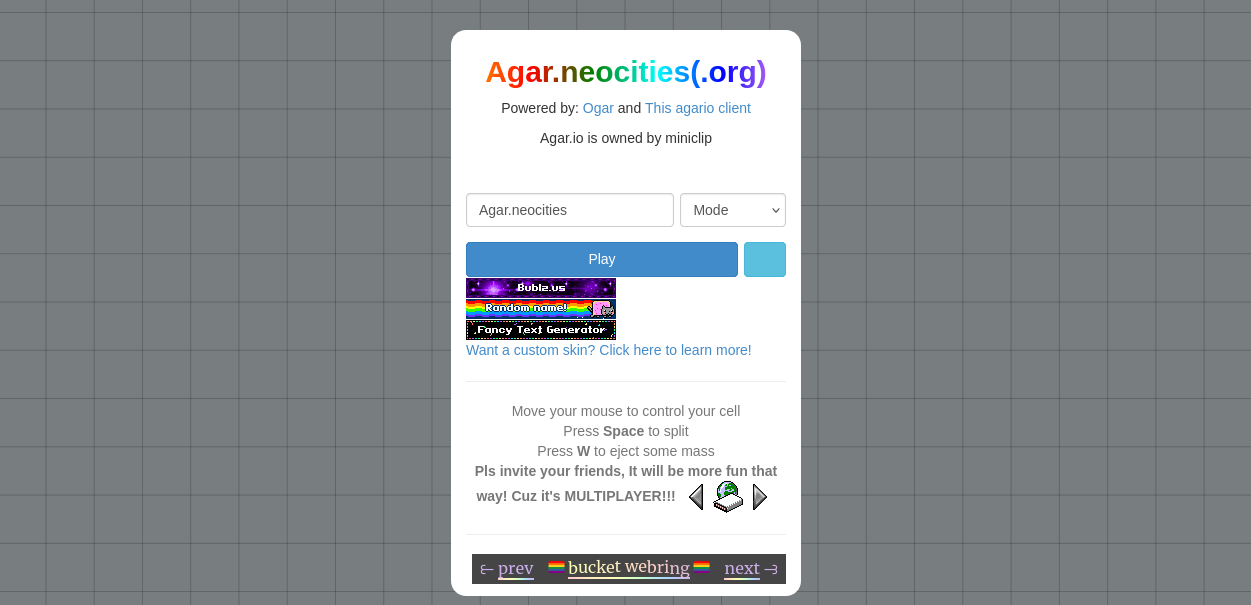 Agar.neocities(.org)
Powered by: Ogar and This agario client
Agar.io is owned by miniclip
Agar.neocities
Mode
Play
Bublz.us
Random name!
Fancy Text Generator
Want a custom skin? Click here to learn more!
Move your mouse to control your cell
Press Space to split
Press W to eject some mass
Pls invite your friends, It will be more fun that
way! Cuz it's MULTIPLAYER!!!
prev bucket webring next